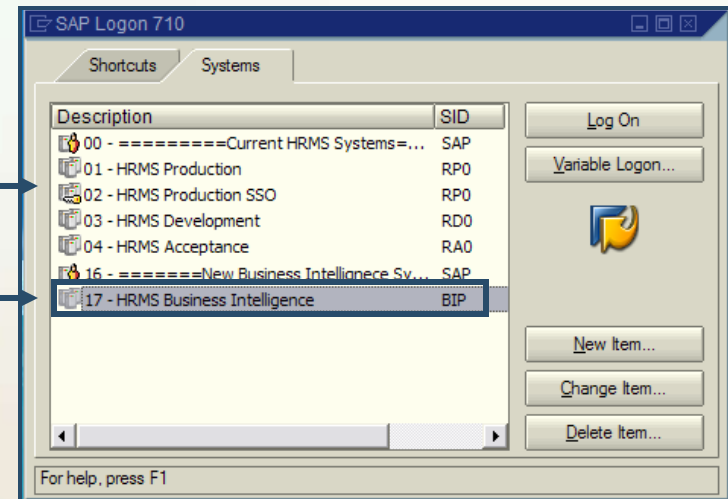 SAP Logon 710
Shortcuts Systems
Description SID
00 - =========Current HRMS Systems=... SAP
01 - HRMS Production RP0
02 - HRMS Production SSO RP0
03 - HRMS Development RD0
04 - HRMS Acceptance RA0
16 - =======New Business Intellignece Sy... SAP
17 - HRMS Business Intelligence BIP
Log On
Variable Logon...
New Item...
Change Item...
Delete Item...
For help, press F1